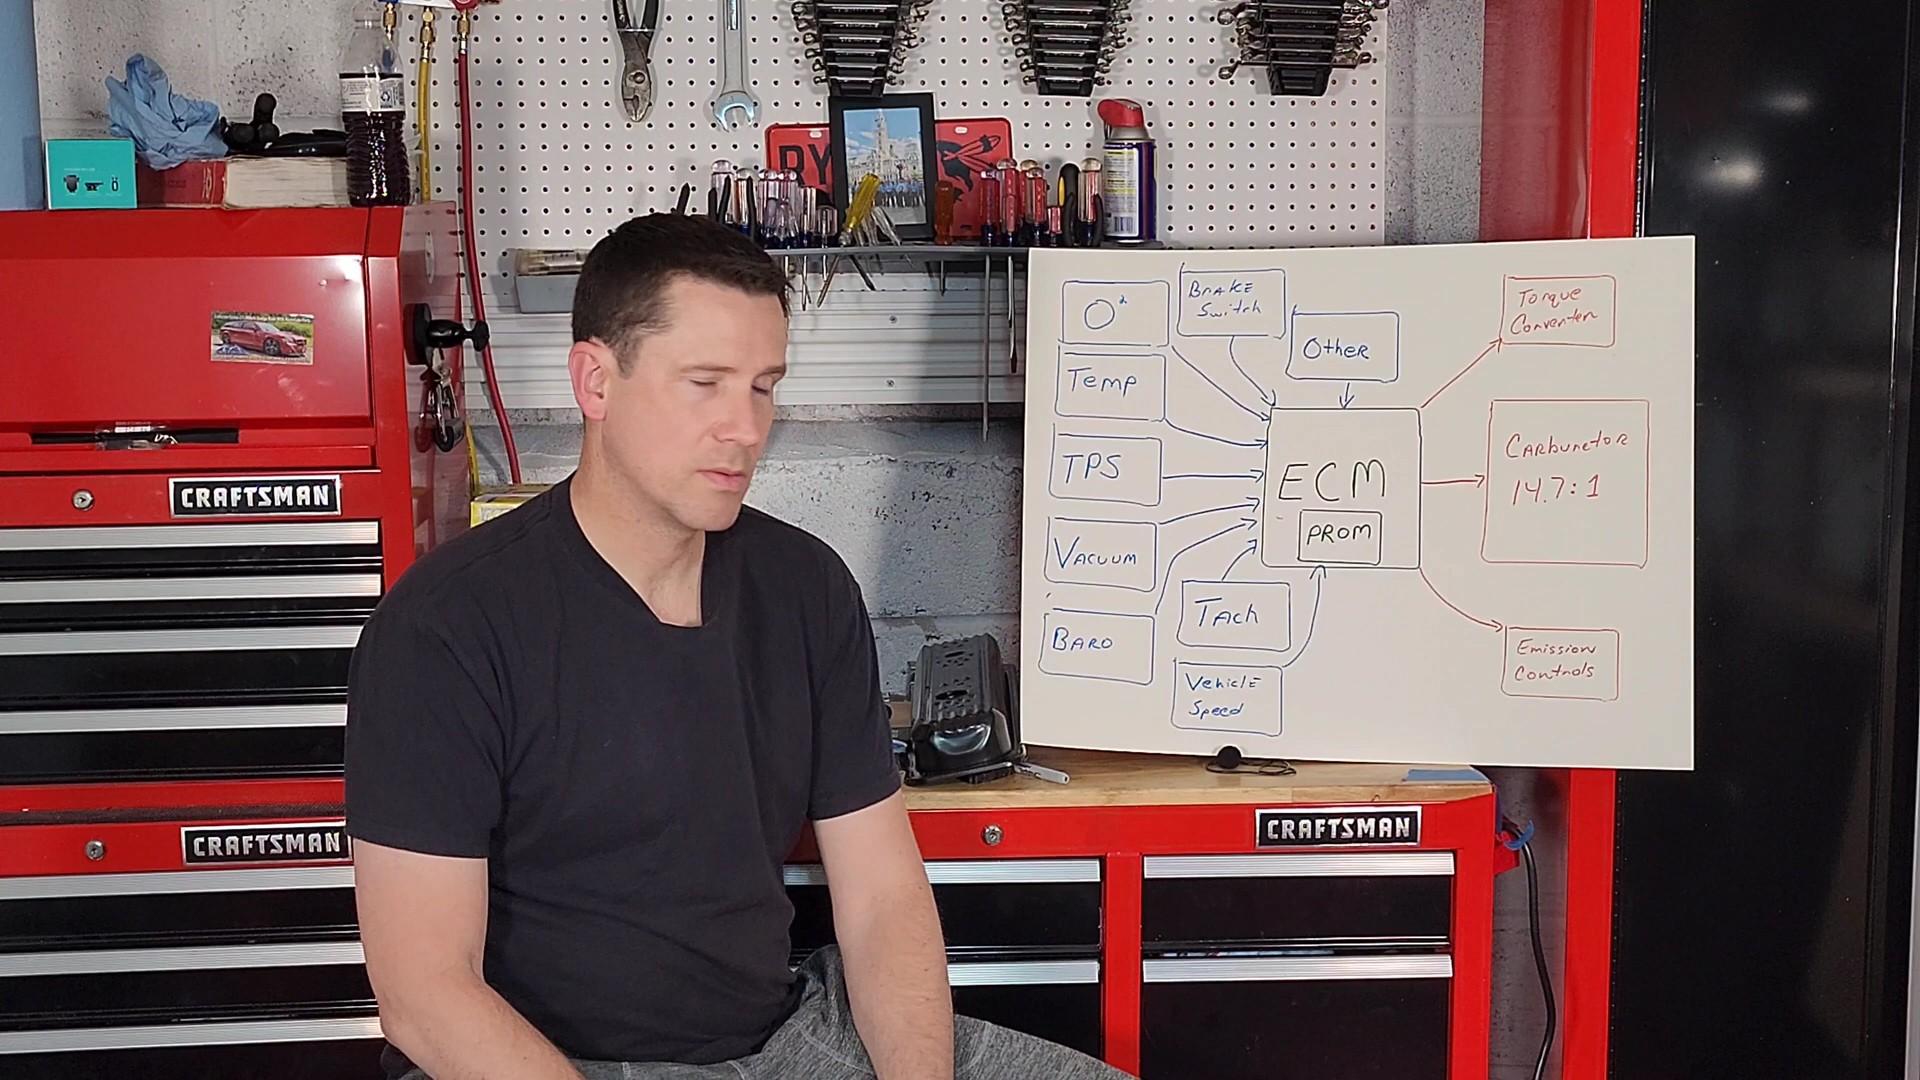 RY
CRAFTSMAN
CRAFTSMAN
CRAFTSMAN
O²
BRAKE
Switch
Other
Temp
TPS
Vacuum
Baro
Tach
Vehicle
Speed
ECM
PROM
Torque
Converter
Carburetor
14.7:1
Emission
Controls